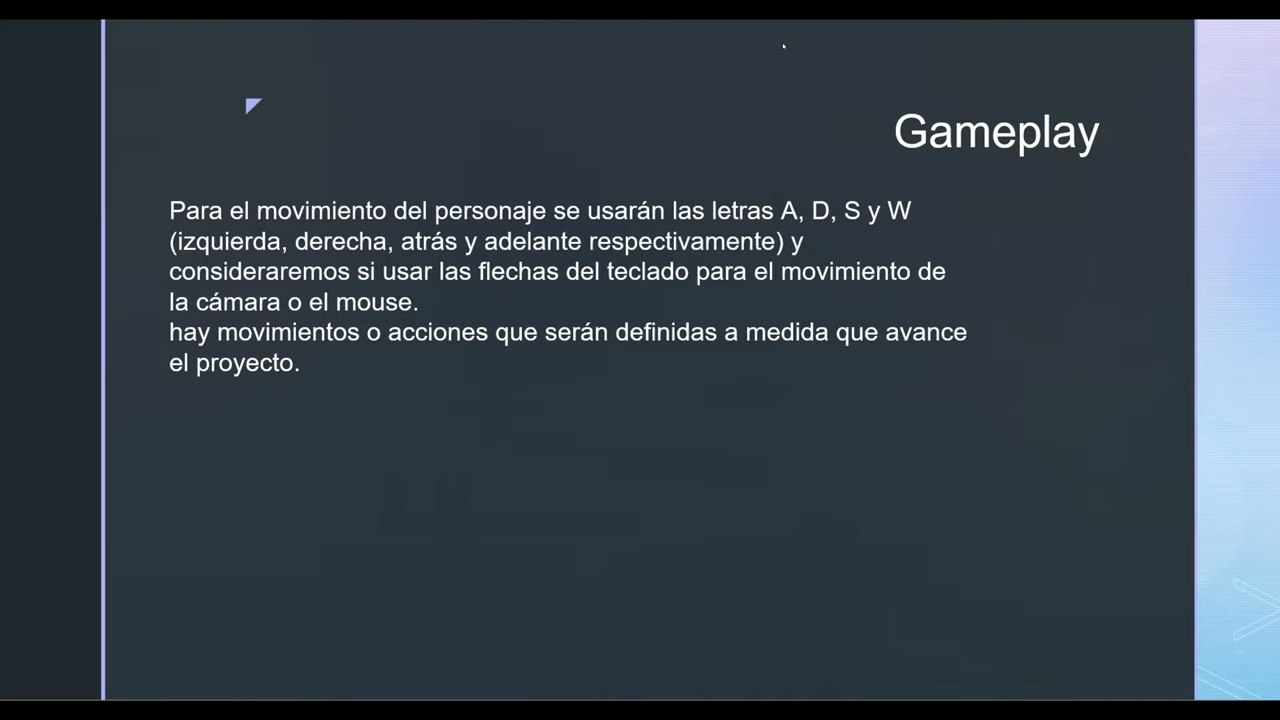 Gameplay
Para el movimiento del personaje se usarán las letras A, D, S y W
(izquierda, derecha, atrás y adelante respectivamente) y
consideraremos si usar las flechas del teclado para el movimiento de
la cámara o el mouse.
hay movimientos o acciones que serán definidas a medida que avance
el proyecto.